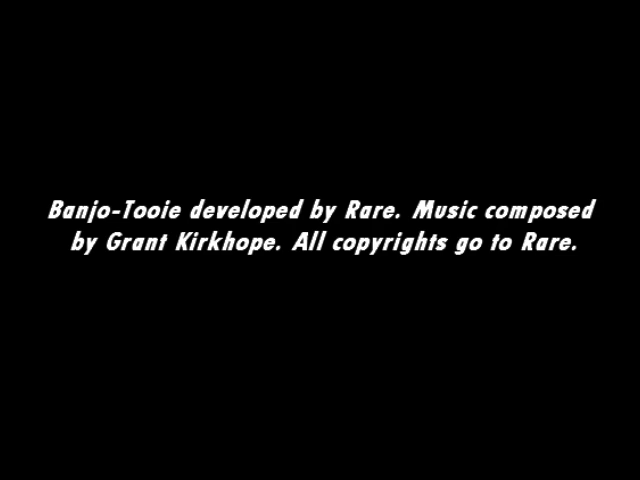 Banjo-Tooie developed by Rare. Music composed
by Grant Kirkhope. All copyrights go to Rare.